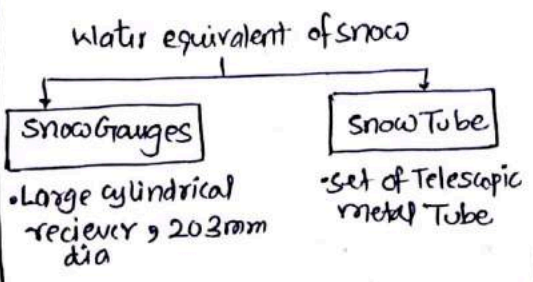 Water equivalent of snow
Snow Gauges
Snow Tube
•Large cylindrical
reciever, 203mm
dia
•set of Telescopic
metal Tube